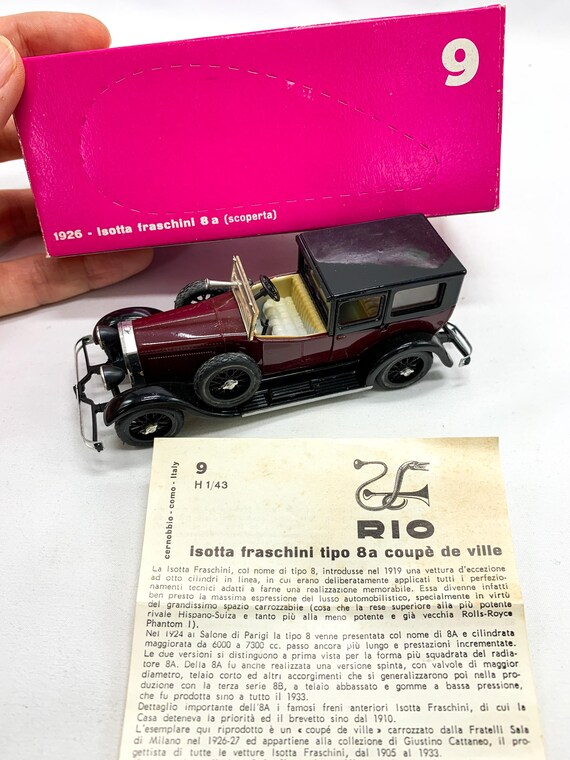 9
1926 - isotta fraschini 8 a (scoperta)
cernobbio - como - Italy
9
H 1/43
RIO
isotta fraschini tipo 8 a coupè de ville
La Isotta Fraschini, col nome di tipo 8, introdusse nel 1919 una vettura d'eccezione
ad otto cilindri in linea, in cui erano deliberatamente applicati tutti i perfezio-
namenti tecnici adatti a farne una realizzazione memorabile. Essa divenne infatti
ben presto la massima espressione del lusso automobilistico, specialmente in virtù
del grandissimo spazio carrozzabile (cosa che la rese superiore alla più potente
rivale Hispano-Suiza e tanto più alla meno potente e già vecchia Rolls-Royce
Phantom I).
Nel 1924 al Salone di Parigi la tipo 8 venne presentata col nome di 8A e cilindrata
maggiorata da 6000 a 7300 cc. passo ancora più lungo e prestazioni incrementate.
Le due versioni si distinguono a prima vista per la forma più squadrata del radia-
tore 8A. Della 8A fu anche realizzata una versione spinta, con valvole di maggior
diametro, telaio corto ed altri accorgimenti che si generalizzarono poi nella pro-
duzione con la terza serie 8B, a telaio abbassato e gomme a bassa pressione,
che fu prodotta sino a tutto il 1933.
Dettaglio importante dell'8A i famosi freni anteriori Isotta Fraschini, di cui la
Casa deteneva la priorità ed il brevetto sino dal 1910.
L'esemplare qui riprodotto è un « coupé de ville » carrozzato dalla Fratelli Sala
di Milano nel 1926-27 ed appartiene alla collezione di Giustino Cattaneo, il pro-
gettista di tutte le vetture Isotta Fraschini, dal 1905 al 1933.